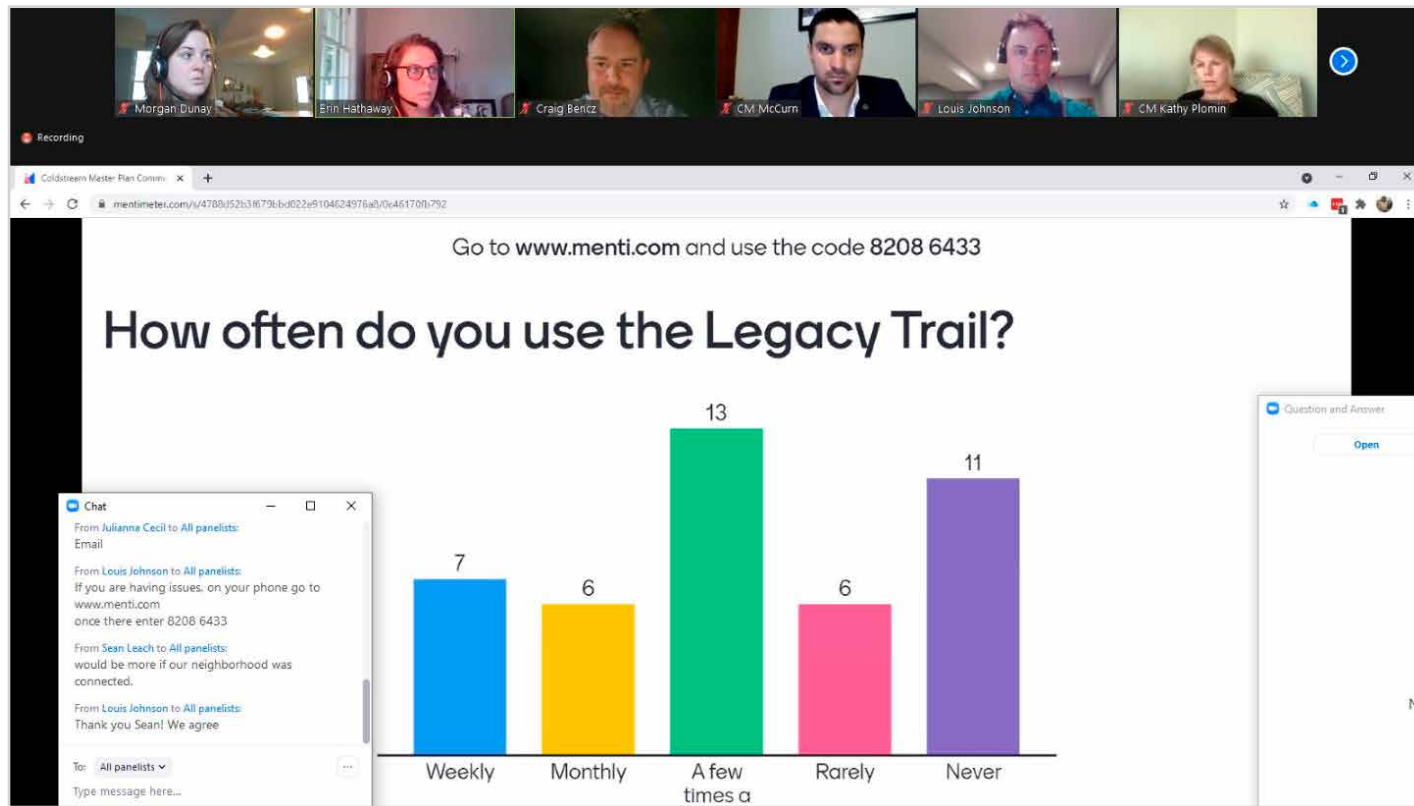 Morgan Dunay
Erin Hathaway
Craig Bencz
CM McCurn
Louis Johnson
CM Kathy Plomin
Recording
Coldstream Master Plan Comm
mentimeter.com/s/
Go to www.menti.com and use the code 8208 6433
How often do you use the Legacy Trail?
13
11
7
6
6
Weekly
Monthly
A few
times a
Rarely
Never
Chat
From Julianna Cecil to All panelists:
Email
From Louis Johnson to All panelists:
If you are having issues. on your phone go to
www.menti.com
once there enter 8208 6433
From Sean Leach to All panelists:
would be more if our neighborhood was
connected.
From Louis Johnson to All panelists:
Thank you Sean! We agree
To: All panelists
Type message here...
Question and Answer
Open